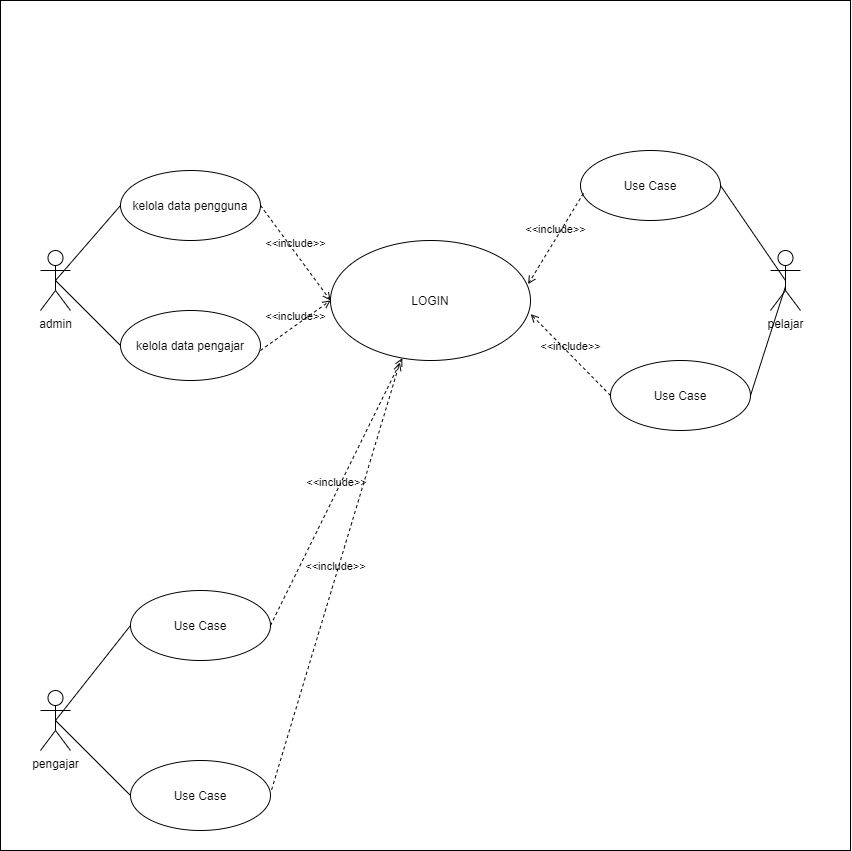 Use Case
kelola data pengguna
<<include>>
<<include>>
LOGIN
<<include>>
admin
pelajar
kelola data pengajar
<<include>>
Use Case
<<include>>
<<include>>
Use Case
pengajar
Use Case